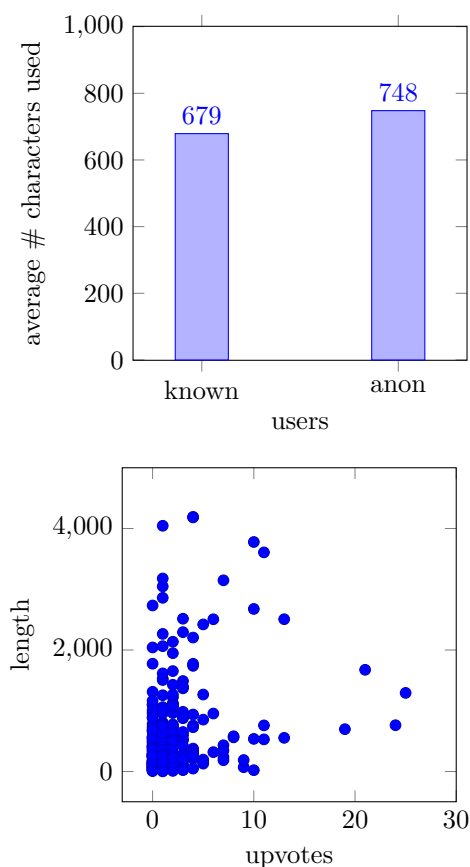 1,000
800
600
400
200
0
average # characters used
679
748
known
anon
users
4,000
2,000
0
length
0
10
20
30
upvotes